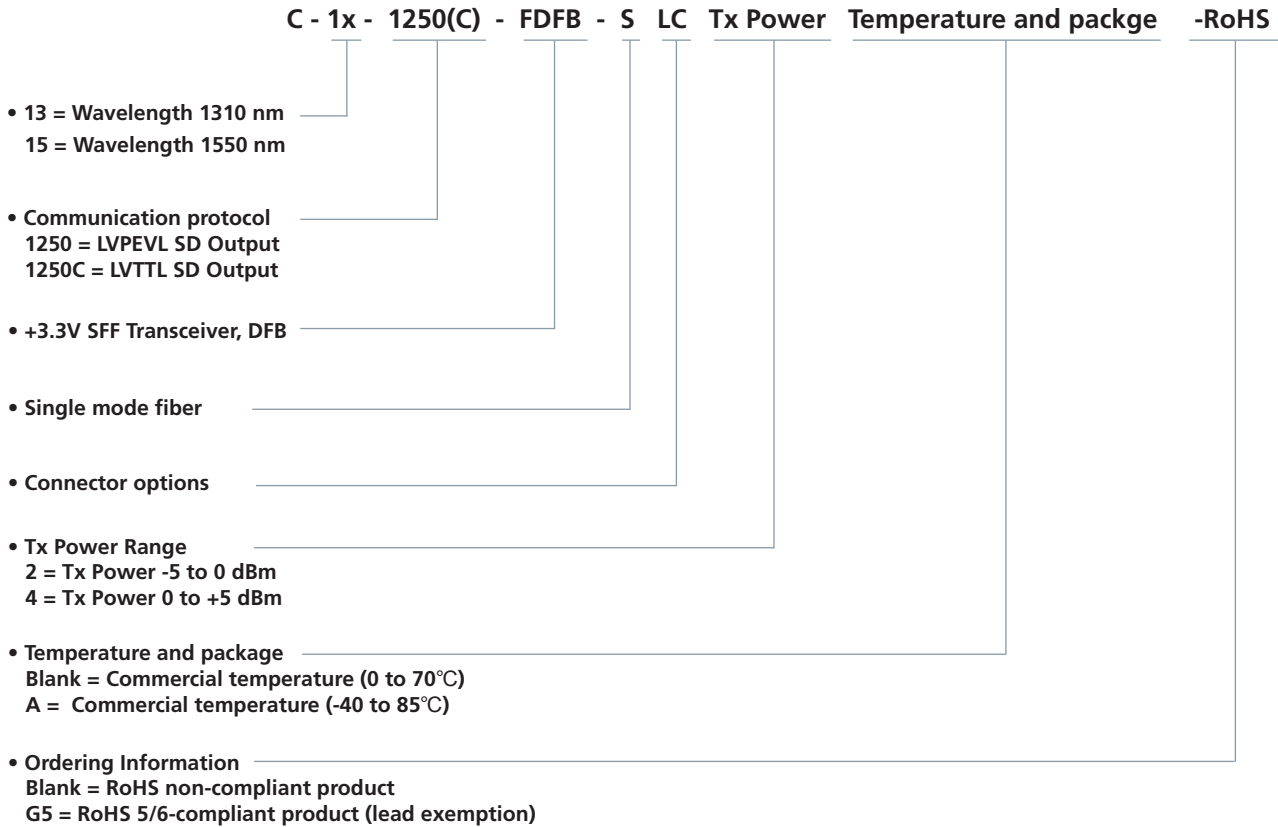 C - 1x - 1250(C) - FDFB - S LC Tx Power Temperature and packge -RoHS
• 13 = Wavelength 1310 nm
15 = Wavelength 1550 nm
• Communication protocol
1250 = LVPEVL SD Output
1250C = LVTTL SD Output
• +3.3V SFF Transceiver, DFB
• Single mode fiber
• Connector options
• Tx Power Range
2 = Tx Power -5 to 0 dBm
4 = Tx Power 0 to +5 dBm
• Temperature and package
Blank = Commercial temperature (0 to 70℃)
A = Commercial temperature (-40 to 85℃)
• Ordering Information
Blank = RoHS non-compliant product
G5 = RoHS 5/6-compliant product (lead exemption)